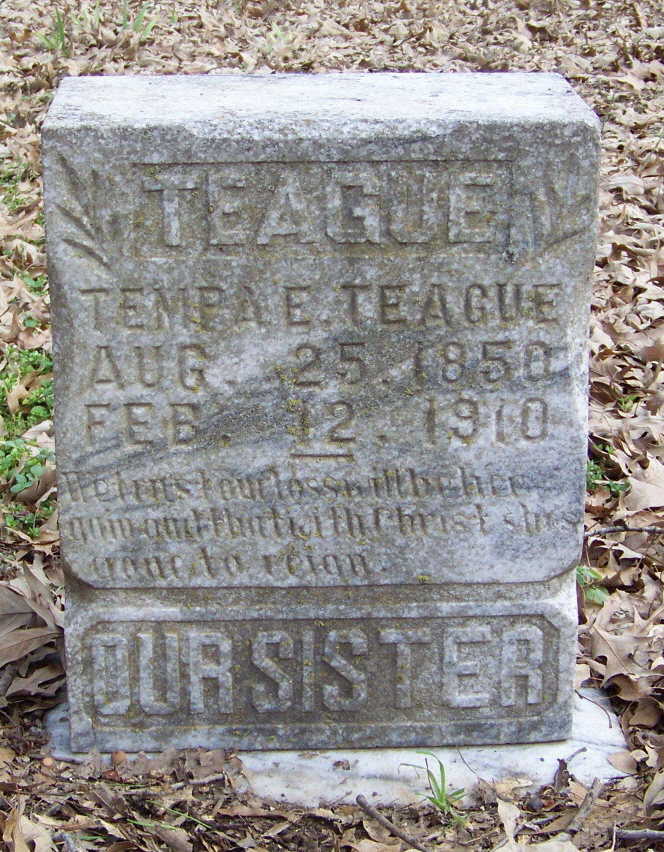 TEAGUE
TEMPA E. TEAGUE
AUG. 25. 1850
FEB. 12. 1910
We trust our loss will be her
gain and that with Christ shes
gone to reign.
OUR SISTER